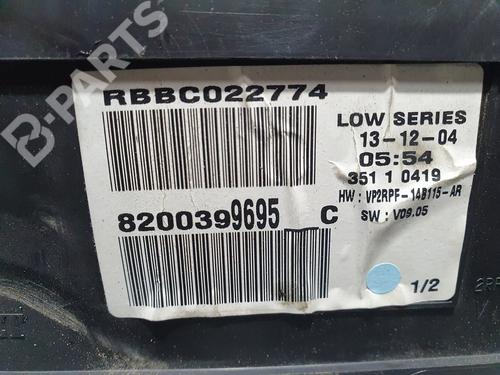 B-PARTS
RBBC022774
LOW SERIES
13-12-04
05:54
351 1 0419
HW : VP2RPF-14B115-AR
SW : V09.05
8200399695 C
1/2